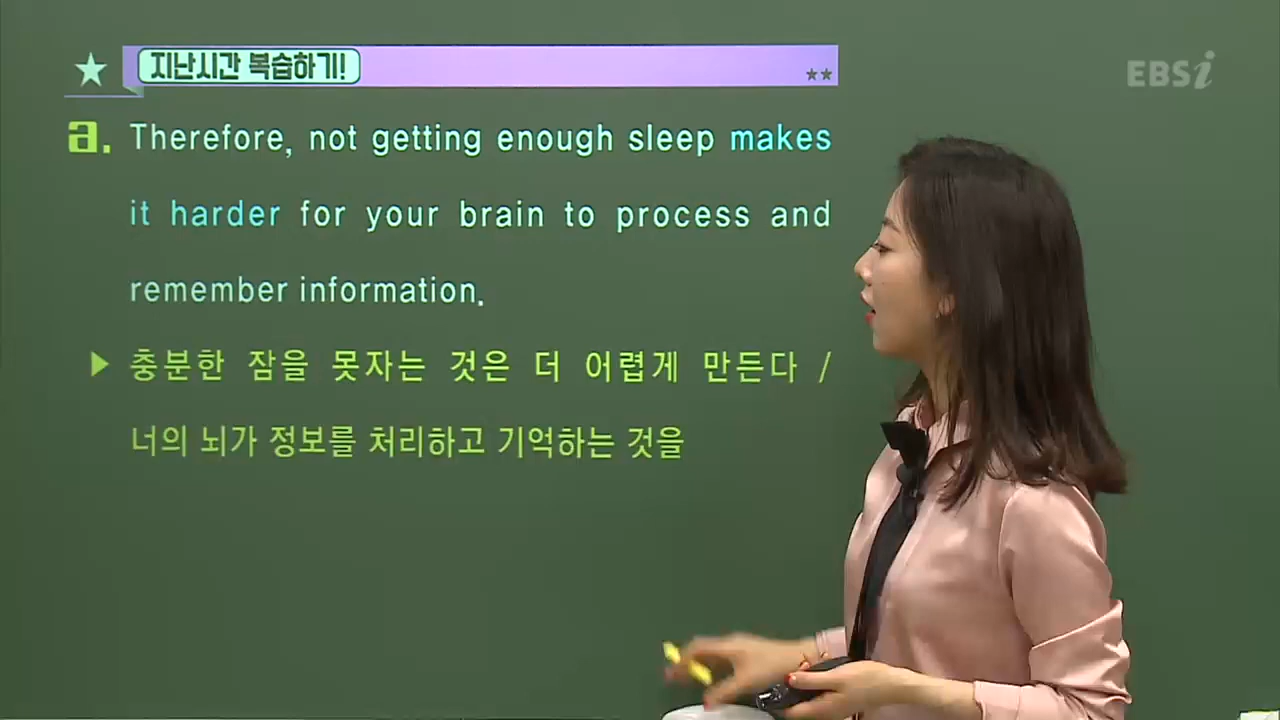 지난시간 복습하기!
EBSi
a. Therefore, not getting enough sleep makes
it harder for your brain to process and
remember information.
충분한 잠을 못자는 것은 더 어렵게 만든다 /
너의 뇌가 정보를 처리하고 기억하는 것을